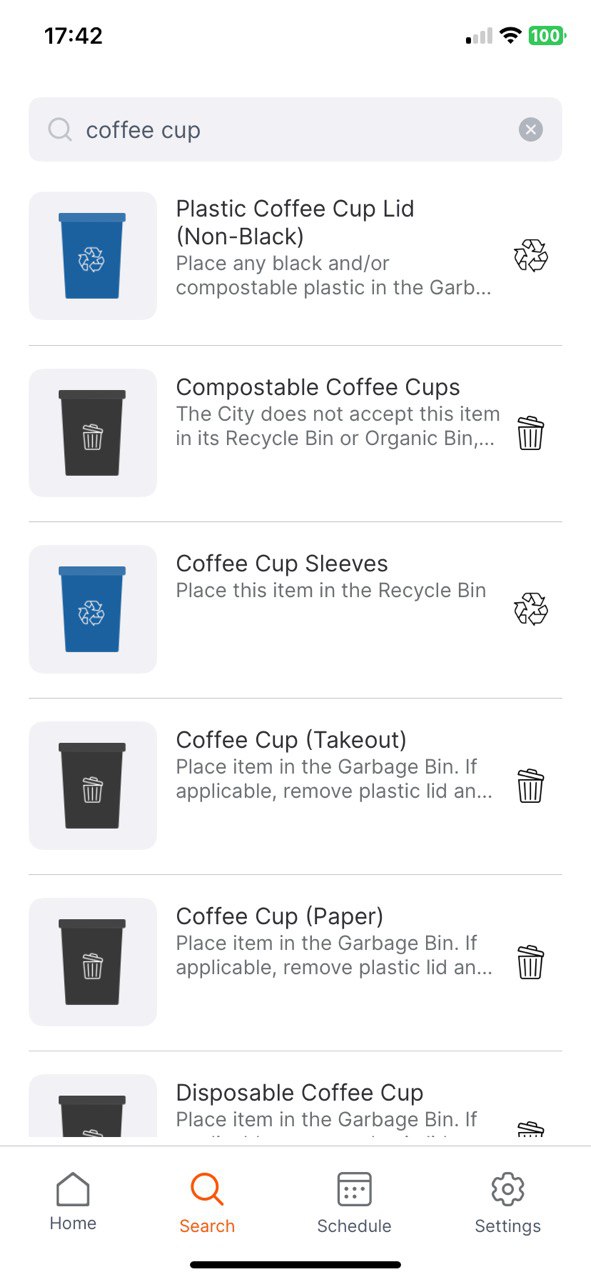 17:42
100
coffee cup
Plastic Coffee Cup Lid
(Non-Black)
Place any black and/or
compostable plastic in the Garb...
Compostable Coffee Cups
The City does not accept this item
in its Recycle Bin or Organic Bin,...
Coffee Cup Sleeves
Place this item in the Recycle Bin
Coffee Cup (Takeout)
Place item in the Garbage Bin. If
applicable, remove plastic lid an...
Coffee Cup (Paper)
Place item in the Garbage Bin. If
applicable, remove plastic lid an...
Disposable Coffee Cup
Place item in the Garbage Bin. If
Home
Search
Schedule
Settings